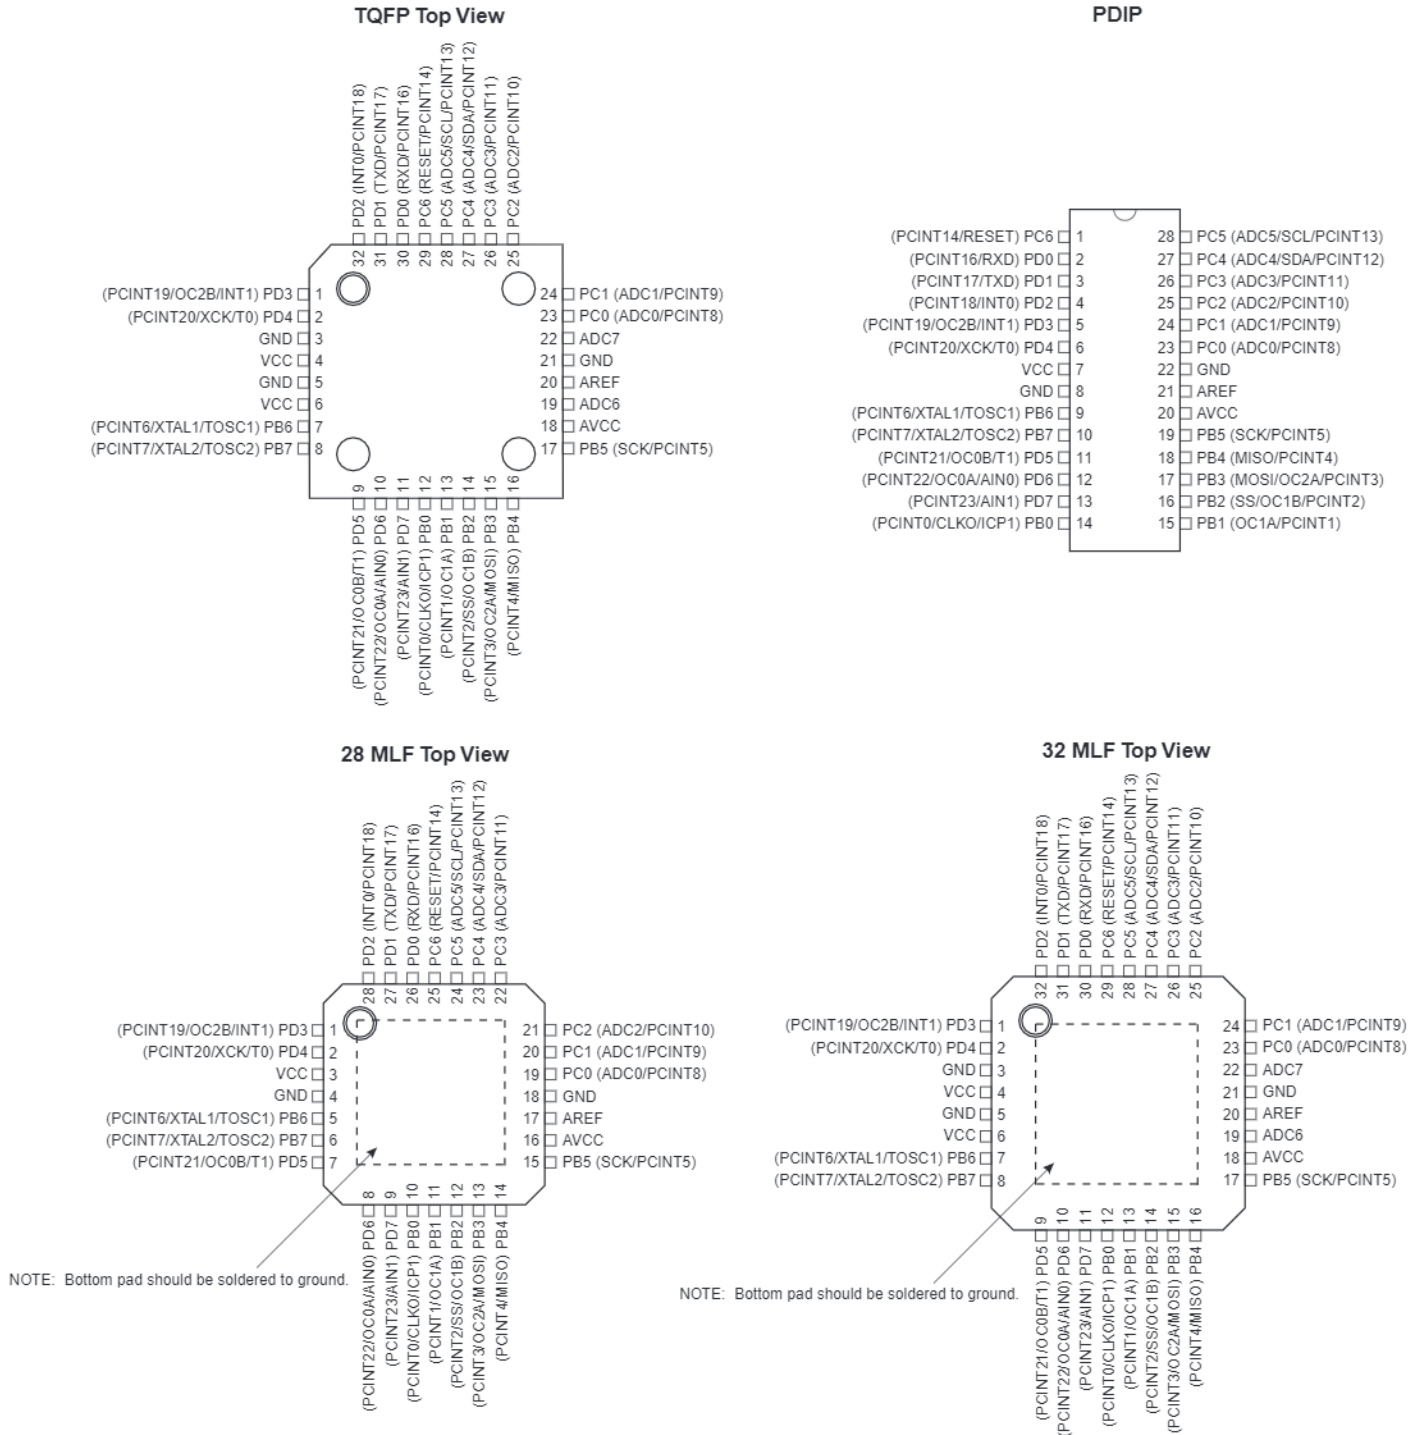 TQFP Top View
PD2 (INT0/PCINT18)
PD1 (TXD/PCINT17)
PD0 (RXD/PCINT16)
PC6 (RESET/PCINT14)
PC5 (ADC5/SCL/PCINT13)
PC4 (ADC4/SDA/PCINT12)
PC3 (ADC3/PCINT11)
PC2 (ADC2/PCINT10)
32 31 30 29 28 27 26 25
(PCINT19/OC2B/INT1) PD3 1
(PCINT20/XCK/T0) PD4 2
GND 3
VCC 4
GND 5
VCC 6
(PCINT6/XTAL1/TOSC1) PB6 7
(PCINT7/XTAL2/TOSC2) PB7 8
24 PC1 (ADC1/PCINT9)
23 PC0 (ADC0/PCINT8)
22 ADC7
21 GND
20 AREF
19 ADC6
18 AVCC
17 PB5 (SCK/PCINT5)
9 10 11 12 13 14 15 16
(PCINT21/OC0B/T1) PD5
(PCINT22/OC0A/AIN0) PD6
(PCINT23/AIN1) PD7
(PCINT0/CLKO/ICP1) PB0
(PCINT1/OC1A) PB1
(PCINT2/SS/OC1B) PB2
(PCINT3/OC2A/MOSI) PB3
(PCINT4/MISO) PB4
PDIP
(PCINT14/RESET) PC6 1
(PCINT16/RXD) PD0 2
(PCINT17/TXD) PD1 3
(PCINT18/INT0) PD2 4
(PCINT19/OC2B/INT1) PD3 5
(PCINT20/XCK/T0) PD4 6
VCC 7
GND 8
(PCINT6/XTAL1/TOSC1) PB6 9
(PCINT7/XTAL2/TOSC2) PB7 10
(PCINT21/OC0B/T1) PD5 11
(PCINT22/OC0A/AIN0) PD6 12
(PCINT23/AIN1) PD7 13
(PCINT0/CLKO/ICP1) PB0 14
28 PC5 (ADC5/SCL/PCINT13)
27 PC4 (ADC4/SDA/PCINT12)
26 PC3 (ADC3/PCINT11)
25 PC2 (ADC2/PCINT10)
24 PC1 (ADC1/PCINT9)
23 PC0 (ADC0/PCINT8)
22 GND
21 AREF
20 AVCC
19 PB5 (SCK/PCINT5)
18 PB4 (MISO/PCINT4)
17 PB3 (MOSI/OC2A/PCINT3)
16 PB2 (SS/OC1B/PCINT2)
15 PB1 (OC1A/PCINT1)
28 MLF Top View
PD2 (INT0/PCINT18)
PD1 (TXD/PCINT17)
PD0 (RXD/PCINT16)
PC6 (RESET/PCINT14)
PC5 (ADC5/SCL/PCINT13)
PC4 (ADC4/SDA/PCINT12)
PC3 (ADC3/PCINT11)
28 27 26 25 24 23 22
(PCINT19/OC2B/INT1) PD3 1
(PCINT20/XCK/T0) PD4 2
VCC 3
GND 4
(PCINT6/XTAL1/TOSC1) PB6 5
(PCINT7/XTAL2/TOSC2) PB7 6
(PCINT21/OC0B/T1) PD5 7
21 PC2 (ADC2/PCINT10)
20 PC1 (ADC1/PCINT9)
19 PC0 (ADC0/PCINT8)
18 GND
17 AREF
16 AVCC
15 PB5 (SCK/PCINT5)
8 9 10 11 12 13 14
(PCINT22/OC0A/AIN0) PD6
(PCINT23/AIN1) PD7
(PCINT0/CLKO/ICP1) PB0
(PCINT1/OC1A) PB1
(PCINT2/SS/OC1B) PB2
(PCINT3/OC2A/MOSI) PB3
(PCINT4/MISO) PB4
NOTE: Bottom pad should be soldered to ground.
32 MLF Top View
PD2 (INT0/PCINT18)
PD1 (TXD/PCINT17)
PD0 (RXD/PCINT16)
PC6 (RESET/PCINT14)
PC5 (ADC5/SCL/PCINT13)
PC4 (ADC4/SDA/PCINT12)
PC3 (ADC3/PCINT11)
PC2 (ADC2/PCINT10)
32 31 30 29 28 27 26 25
(PCINT19/OC2B/INT1) PD3 1
(PCINT20/XCK/T0) PD4 2
GND 3
VCC 4
GND 5
VCC 6
(PCINT6/XTAL1/TOSC1) PB6 7
(PCINT7/XTAL2/TOSC2) PB7 8
24 PC1 (ADC1/PCINT9)
23 PC0 (ADC0/PCINT8)
22 ADC7
21 GND
20 AREF
19 ADC6
18 AVCC
17 PB5 (SCK/PCINT5)
9 10 11 12 13 14 15 16
(PCINT21/OC0B/T1) PD5
(PCINT22/OC0A/AIN0) PD6
(PCINT23/AIN1) PD7
(PCINT0/CLKO/ICP1) PB0
(PCINT1/OC1A) PB1
(PCINT2/SS/OC1B) PB2
(PCINT3/OC2A/MOSI) PB3
(PCINT4/MISO) PB4
NOTE: Bottom pad should be soldered to ground.